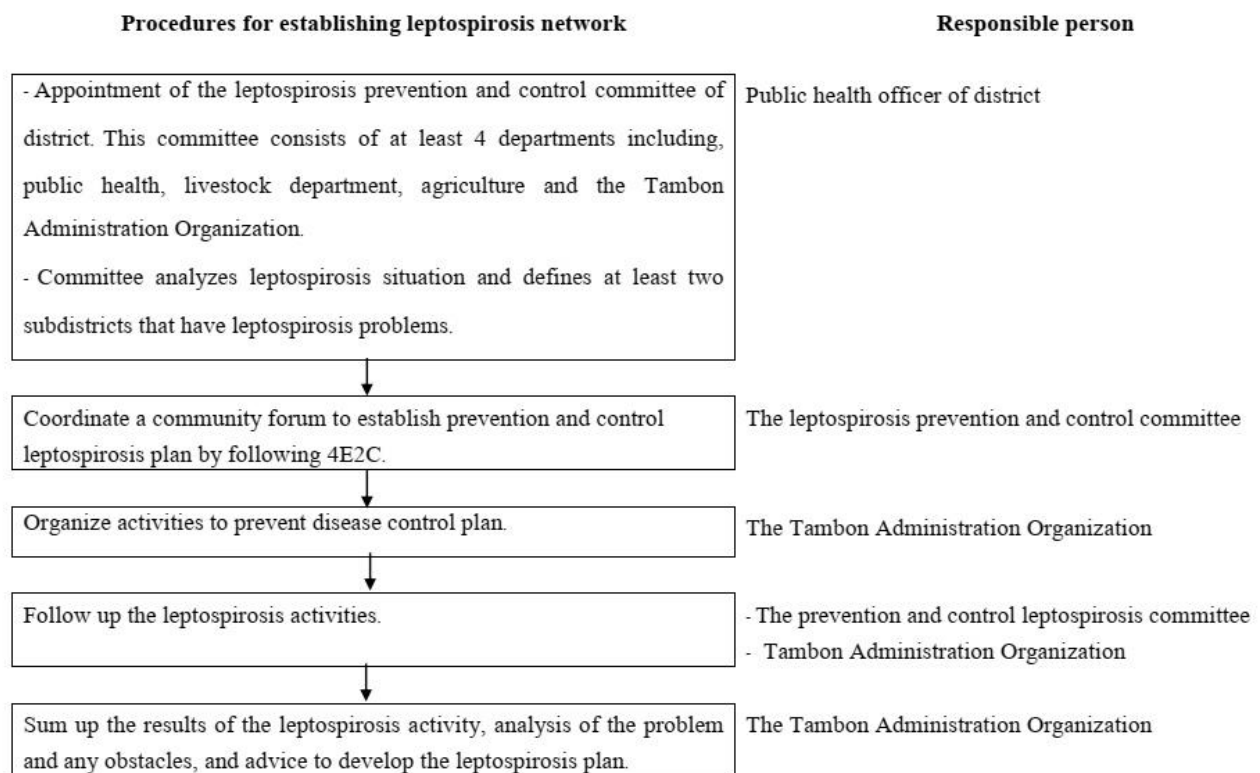 Procedures for establishing leptospirosis network
Responsible person
- Appointment of the leptospirosis prevention and control committee of
district. This committee consists of at least 4 departments including,
public health, livestock department, agriculture and the Tambon
Administration Organization.
- Committee analyzes leptospirosis situation and defines at least two
subdistricts that have leptospirosis problems.
Public health officer of district
Coordinate a community forum to establish prevention and control
leptospirosis plan by following 4E2C.
The leptospirosis prevention and control committee
Organize activities to prevent disease control plan.
The Tambon Administration Organization
Follow up the leptospirosis activities.
- The prevention and control leptospirosis committee
- Tambon Administration Organization
Sum up the results of the leptospirosis activity, analysis of the problem
and any obstacles, and advice to develop the leptospirosis plan.
The Tambon Administration Organization